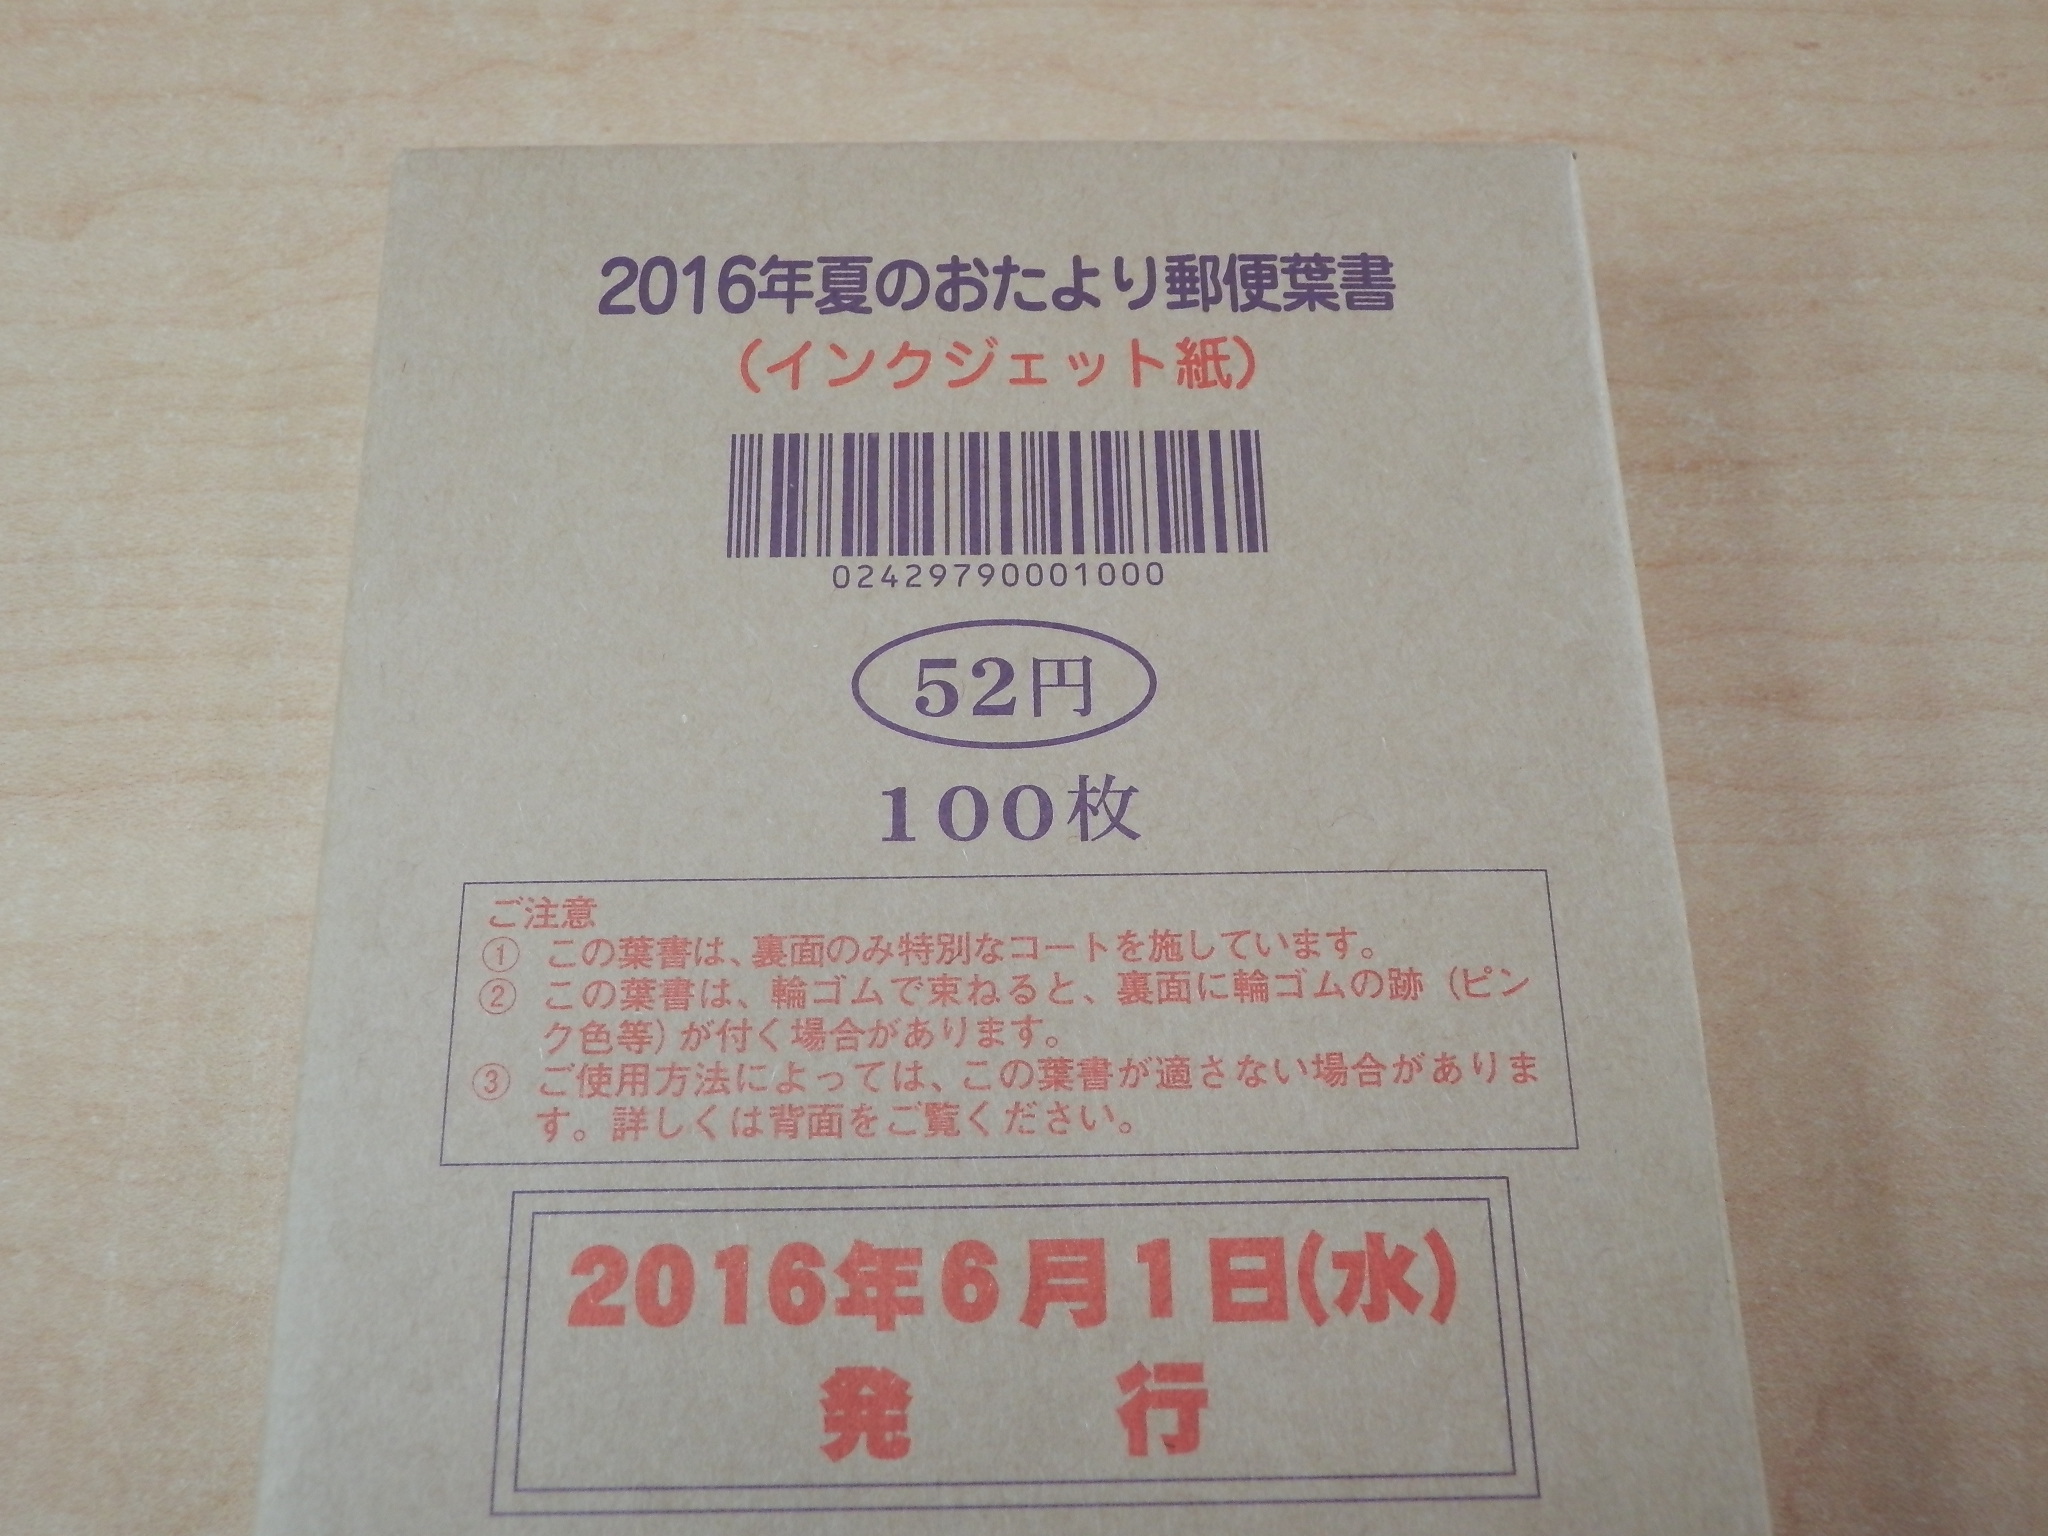 2016年夏のおたより郵便葉書
(インクジェット紙)
02429790001000
52円
100枚
ご注意
① この葉書は、裏面のみ特別なコートを施しています。
② この葉書は、輪ゴムで束ねると、裏面に輪ゴムの跡(ピン
ク色等)が付く場合があります。
③ ご使用方法によっては、この葉書が適さない場合がありま
す。詳しくは背面をご覧ください。
2016年6月1日(水)
発 行